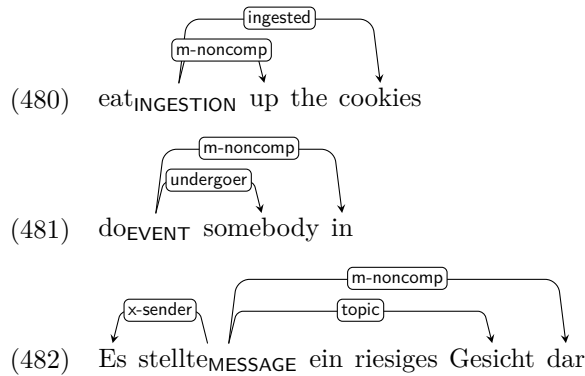 ingested
m-noncomp
(480) eatINGESTION up the cookies
m-noncomp
undergoer
(481) doEVENT somebody in
m-noncomp
x-sender topic
(482) Es stellteMESSAGE ein riesiges Gesicht dar